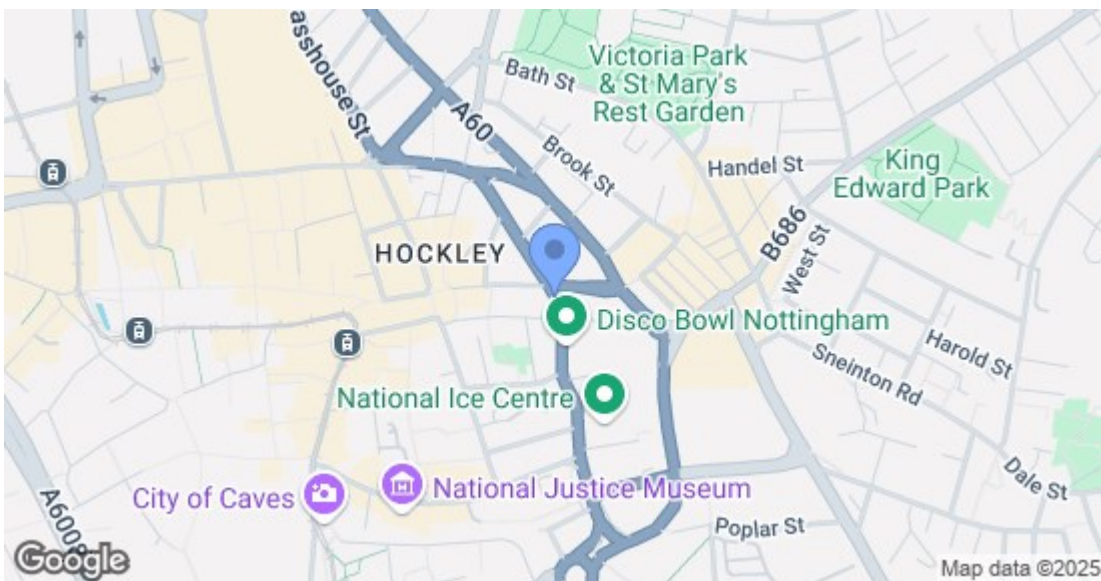 asshouse St
A60
Bath St
Victoria Park
& St Mary's
Rest Garden
Brook St
Handel St
King
Edward Park
B686
West St
HOCKLEY
Disco Bowl Nottingham
Harold St
Sneinton Rd
National Ice Centre
Dale St
City of Caves
National Justice Museum
A6008
Poplar St
Google
Map data ©2025